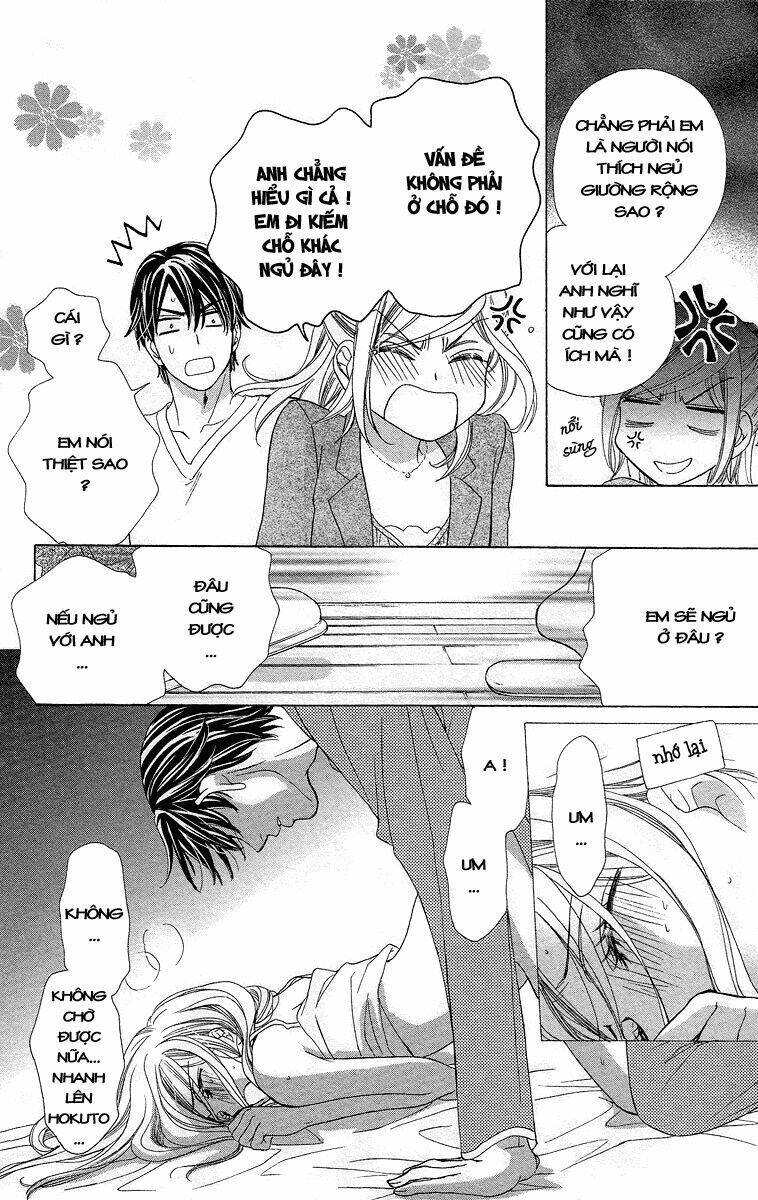 CHẲNG PHẢI EM
LÀ NGƯỜI NÓI
THÍCH NGỦ
GIƯỜNG RỘNG
SAO ?
VỚI LẠI
ANH NGHĨ
NHƯ VẬY
CŨNG CÓ
ÍCH MÀ !
nổi
sững
VẤN ĐỀ
KHÔNG PHẢI
Ở CHỖ ĐÓ !
ANH CHẲNG
HIỂU GÌ CẢ !
EM ĐI KIẾM
CHỖ KHÁC
NGỦ ĐÂY !
CÁI
GÌ ?
EM NÓI
THIỆT SAO
?
EM SẼ NGỦ
Ở ĐÂU ?
ĐÂU
CŨNG
ĐƯỢC
...
NẾU NGỦ
VỚI ANH
...
nhớ lại
ƯM
...
A !
ƯM
...
KHÔNG
...
KHÔNG
CHỜ
ĐƯỢC
NỮA...
NHANH
LÊN
HOKUTO
...